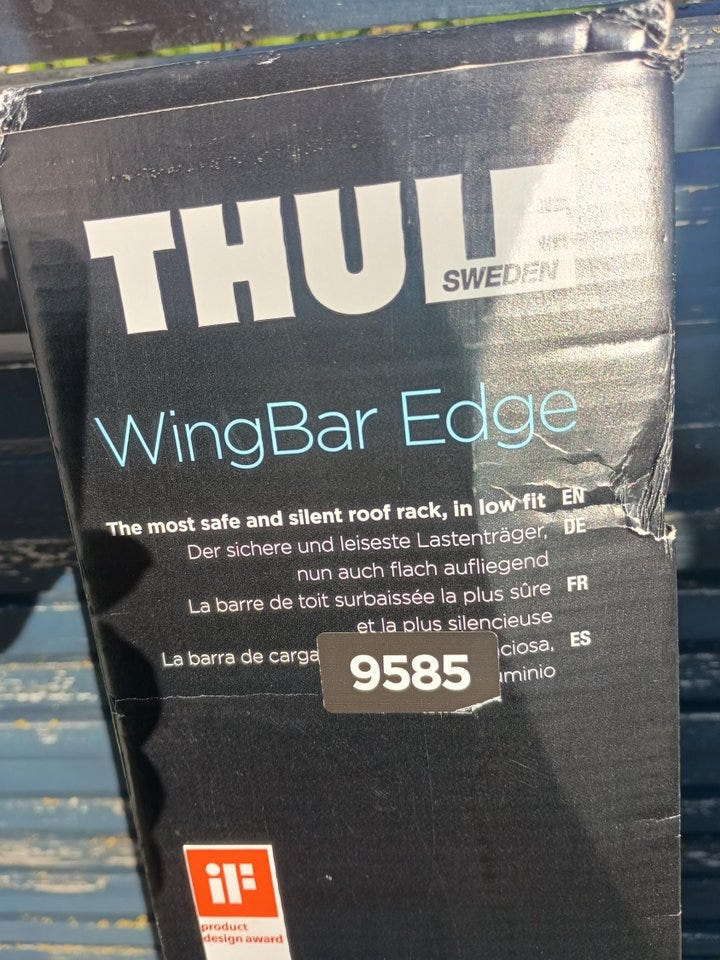 THULE
SWEDEN
WingBar Edge
The most safe and silent roof rack, in low fit EN
Der sichere und leiseste Lastenträger, DE
nun auch flach aufliegend
La barre de toit surbaissée la plus sûre FR
et la plus silencieuse
La barra de carga ciosa, ES
uminio
9585
iF
product
design award